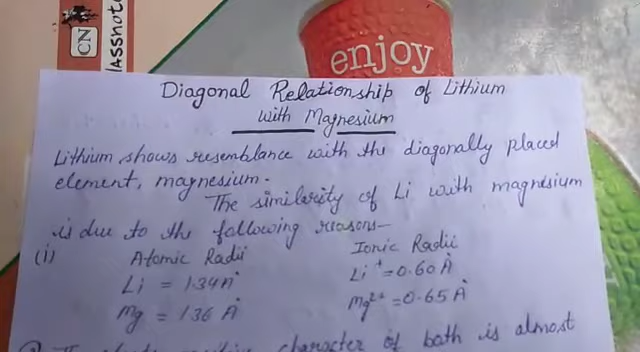 CN
enjoy
Diagonal Relationship of Lithium
with Magnesium
Lithium shows resemblance with the diagonally placed
element, magnesium.
The similarity of Li with magnesium
is due to the following reasons—
(i) Atomic Radii Ionic Radii
Li = 1.34 Li⁺ = 0.60 Å
Mg = 1.36 Å Mg²⁺ = 0.65 Å
character of both is almost